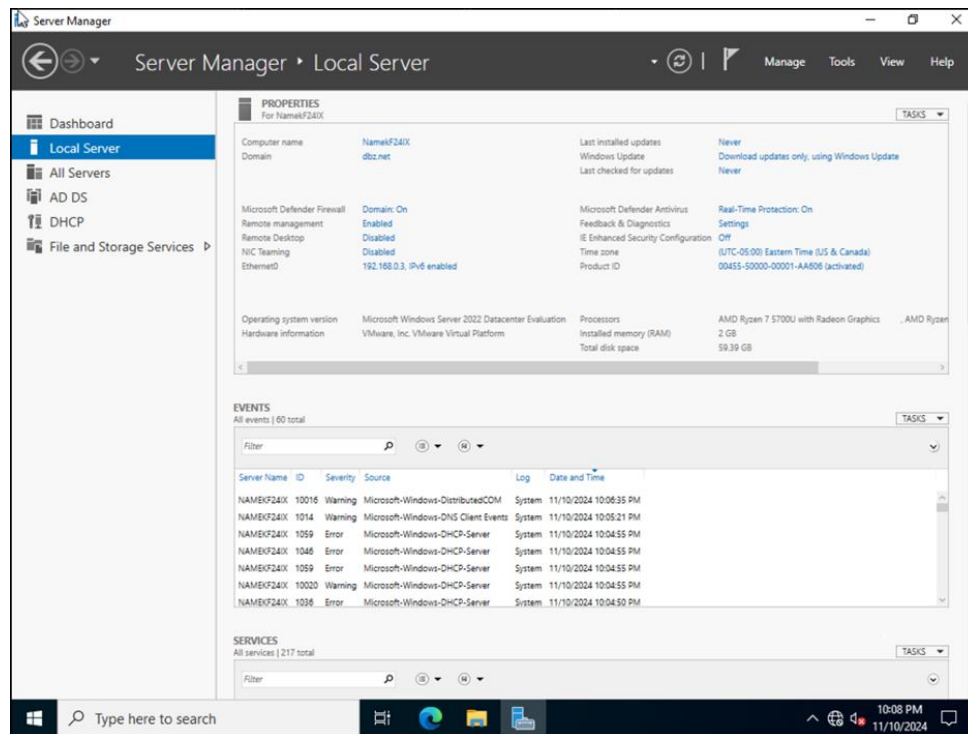 Server Manager
Server Manager ‣ Local Server
Manage Tools View Help
Dashboard
Local Server
All Servers
AD DS
DHCP
File and Storage Services
PROPERTIES
For NamekF24IX
TASKS
Computer name NamekF24IX Last installed updates Never
Domain dbz.net Windows Update Download updates only, using Windows Update
Last checked for updates Never
Microsoft Defender Firewall Domain: On Microsoft Defender Antivirus Real-Time Protection: On
Remote management Enabled Feedback & Diagnostics Settings
Remote Desktop Disabled IE Enhanced Security Configuration Off
NIC Teaming Disabled Time zone (UTC-05:00) Eastern Time (US & Canada)
Ethernet0 192.168.0.3, IPv6 enabled Product ID 00455-50000-00001-AA606 (activated)
Operating system version Microsoft Windows Server 2022 Datacenter Evaluation Processors AMD Ryzen 7 5700U with Radeon Graphics , AMD Ryzen
Hardware information VMware, Inc. VMware Virtual Platform Installed memory (RAM) 2 GB
Total disk space 59.39 GB
EVENTS
All events | 60 total
TASKS
Filter
Server Name ID Severity Source Log Date and Time
NAMEKF24IX 10016 Warning Microsoft-Windows-DistributedCOM System 11/10/2024 10:06:35 PM
NAMEKF24IX 1014 Warning Microsoft-Windows-DNS Client Events System 11/10/2024 10:05:21 PM
NAMEKF24IX 1059 Error Microsoft-Windows-DHCP-Server System 11/10/2024 10:04:55 PM
NAMEKF24IX 1046 Error Microsoft-Windows-DHCP-Server System 11/10/2024 10:04:55 PM
NAMEKF24IX 1059 Error Microsoft-Windows-DHCP-Server System 11/10/2024 10:04:55 PM
NAMEKF24IX 10020 Warning Microsoft-Windows-DHCP-Server System 11/10/2024 10:04:55 PM
NAMEKF24IX 1036 Error Microsoft-Windows-DHCP-Server System 11/10/2024 10:04:50 PM
SERVICES
All services | 217 total
TASKS
Filter
Type here to search
10:08 PM
11/10/2024